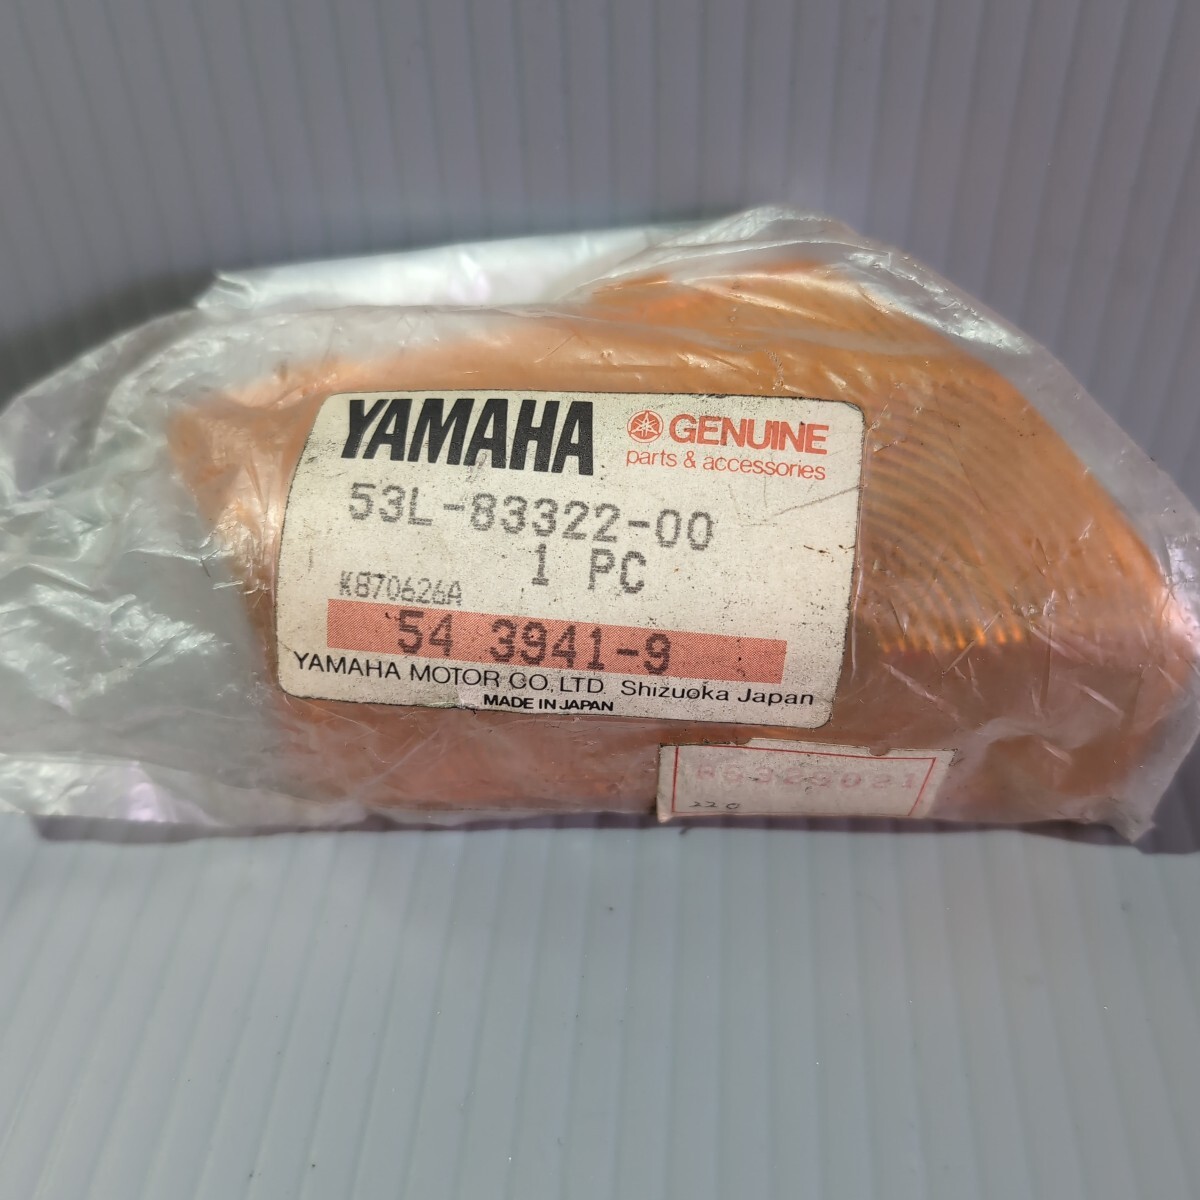 YAMAHA GENUINE
parts & accessories
53L-83322-00
1 PC
K870626A
54 3941-9
YAMAHA MOTOR CO., LTD. Shizuoka Japan
MADE IN JAPAN
220